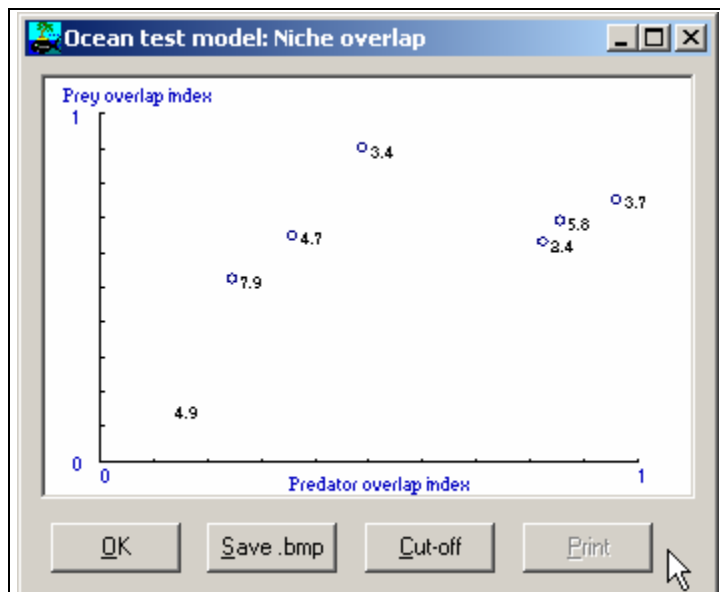 Ocean test model: Niche overlap
Prey overlap index
1
3.4
3.7
5.8
4.7
2.4
7.9
4.9
0
0
Predator overlap index
1
OK
Save .bmp
Cut-off
Print